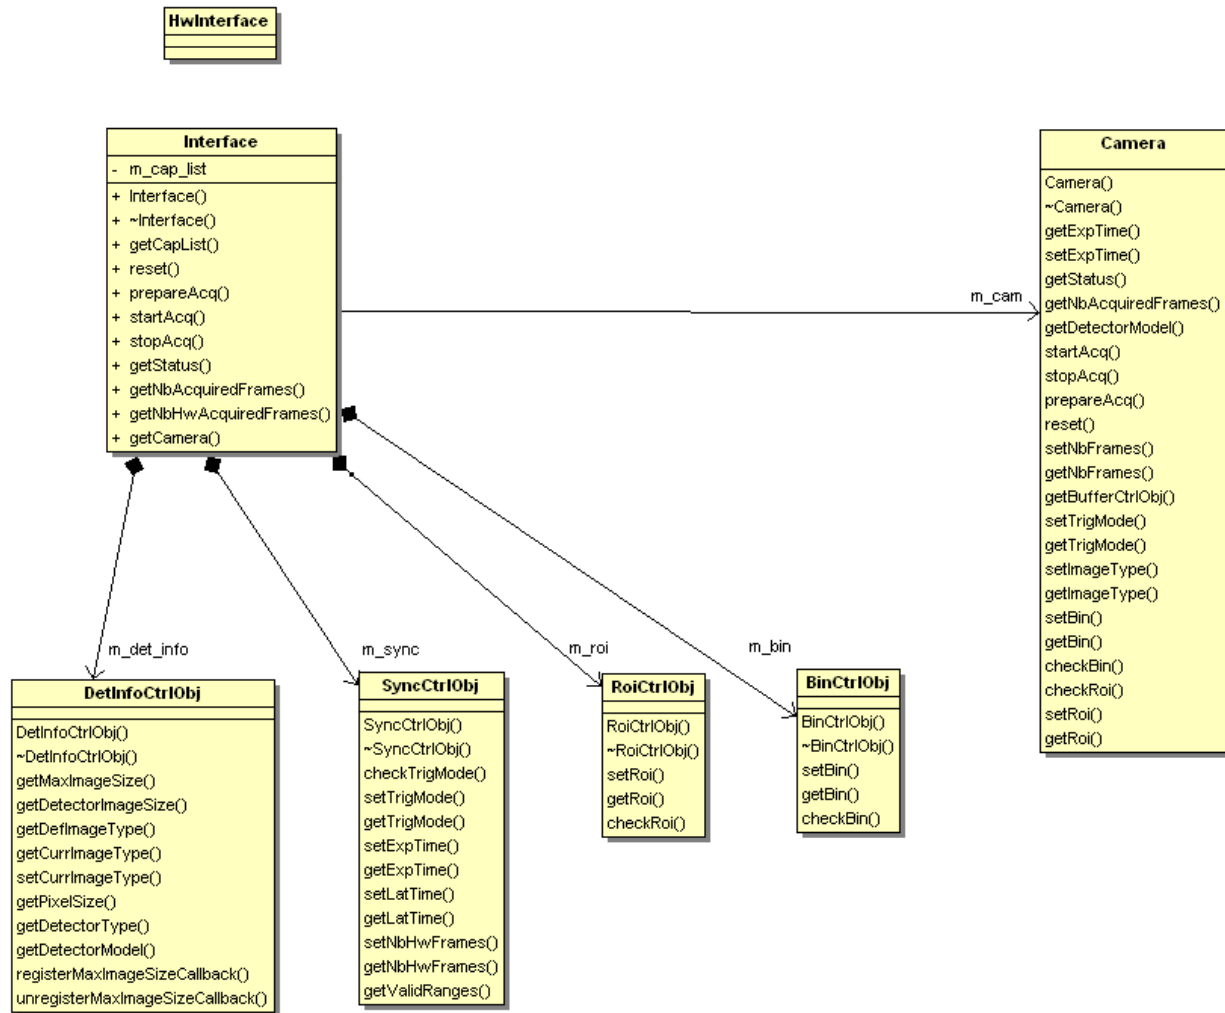 HwInterface
Interface
- m_cap_list
+ Interface()
+ ~Interface()
+ getCapList()
+ reset()
+ prepareAcq()
+ startAcq()
+ stopAcq()
+ getStatus()
+ getNbAcquiredFrames()
+ getNbHwAcquiredFrames()
+ getCamera()
m_cam
Camera
Camera()
~Camera()
getExpTime()
setExpTime()
getStatus()
getNbAcquiredFrames()
getDetectorModel()
startAcq()
stopAcq()
prepareAcq()
reset()
setNbFrames()
getNbFrames()
getBufferCtrlObj()
setTrigMode()
getTrigMode()
setImageType()
getImageType()
setBin()
getBin()
checkBin()
checkRoi()
setRoi()
getRoi()
m_det_info
DetInfoCtrlObj
DetInfoCtrlObj()
~DetInfoCtrlObj()
getMaxImageSize()
getDetectorImageSize()
getDefImageType()
getCurrImageType()
setCurrImageType()
getPixelSize()
getDetectorType()
getDetectorModel()
registerMaxImageSizeCallback()
unregisterMaxImageSizeCallback()
m_sync
SyncCtrlObj
SyncCtrlObj()
~SyncCtrlObj()
checkTrigMode()
setTrigMode()
getTrigMode()
setExpTime()
getExpTime()
setLatTime()
getLatTime()
setNbHwFrames()
getNbHwFrames()
getValidRanges()
m_roi
RoiCtrlObj
RoiCtrlObj()
~RoiCtrlObj()
setRoi()
getRoi()
checkRoi()
m_bin
BinCtrlObj
BinCtrlObj()
~BinCtrlObj()
setBin()
getBin()
checkBin()